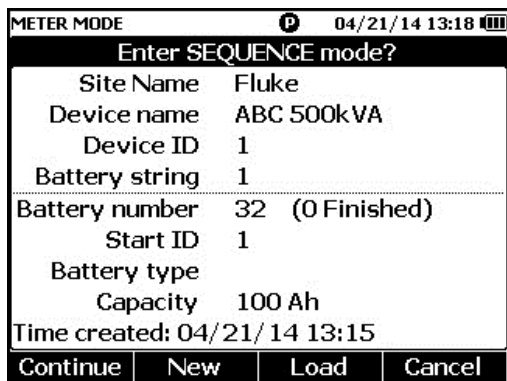 METER MODE P 04/21/14 13:18
Enter SEQUENCE mode?
Site Name Fluke
Device name ABC 500kVA
Device ID 1
Battery string 1
Battery number 32 (0 Finished)
Start ID 1
Battery type
Capacity 100 Ah
Time created: 04/21/14 13:15
Continue New Load Cancel